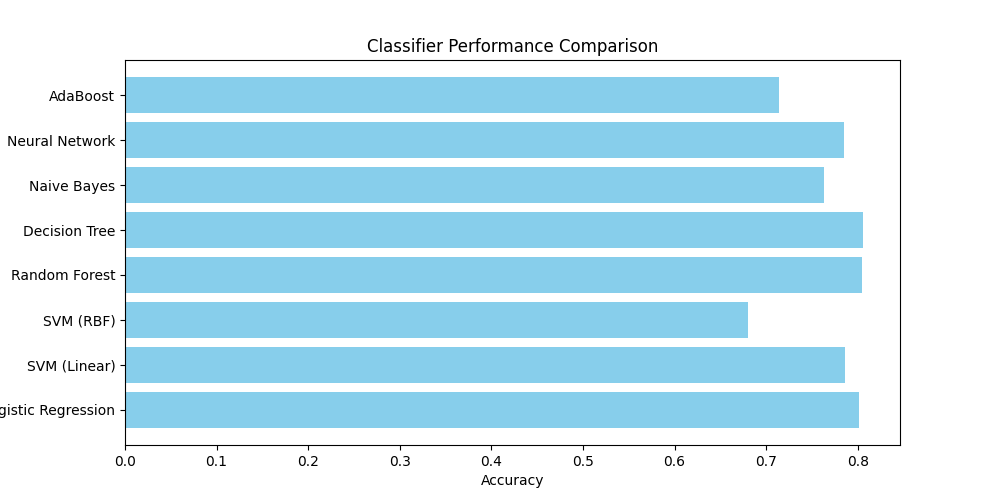 Classifier Performance Comparison
AdaBoost
Neural Network
Naive Bayes
Decision Tree
Random Forest
SVM (RBF)
SVM (Linear)
gistic Regression
0.0 0.1 0.2 0.3 0.4 0.5 0.6 0.7 0.8
Accuracy